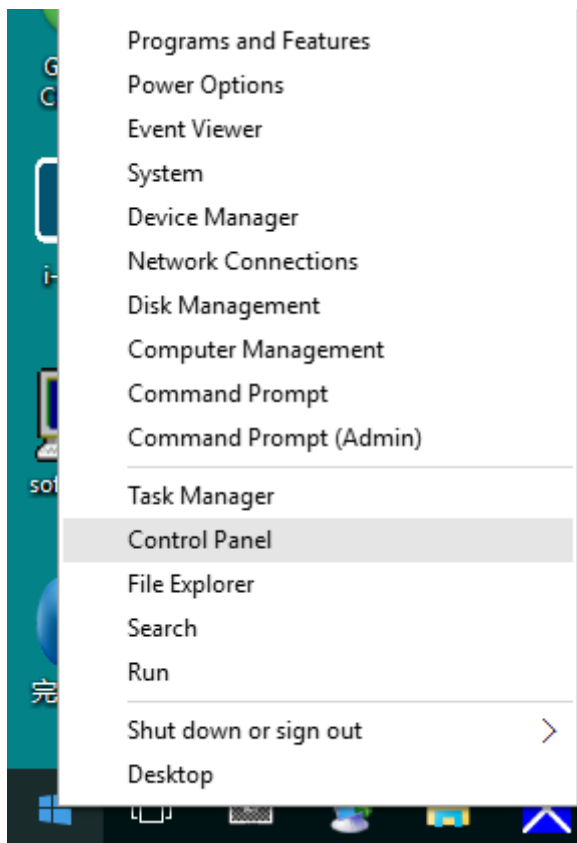 Programs and Features
Power Options
Event Viewer
System
Device Manager
Network Connections
Disk Management
Computer Management
Command Prompt
Command Prompt (Admin)
Task Manager
Control Panel
File Explorer
Search
Run
Shut down or sign out
Desktop